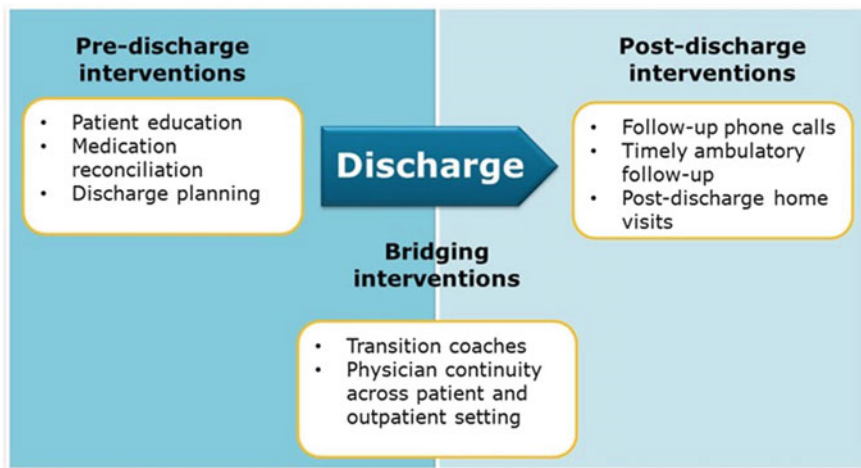 Pre-discharge
interventions
• Patient education
• Medication
reconciliation
• Discharge planning
Discharge
Post-discharge
interventions
• Follow-up phone calls
• Timely ambulatory
follow-up
• Post-discharge home
visits
Bridging
interventions
• Transition coaches
• Physician continuity
across patient and
outpatient setting